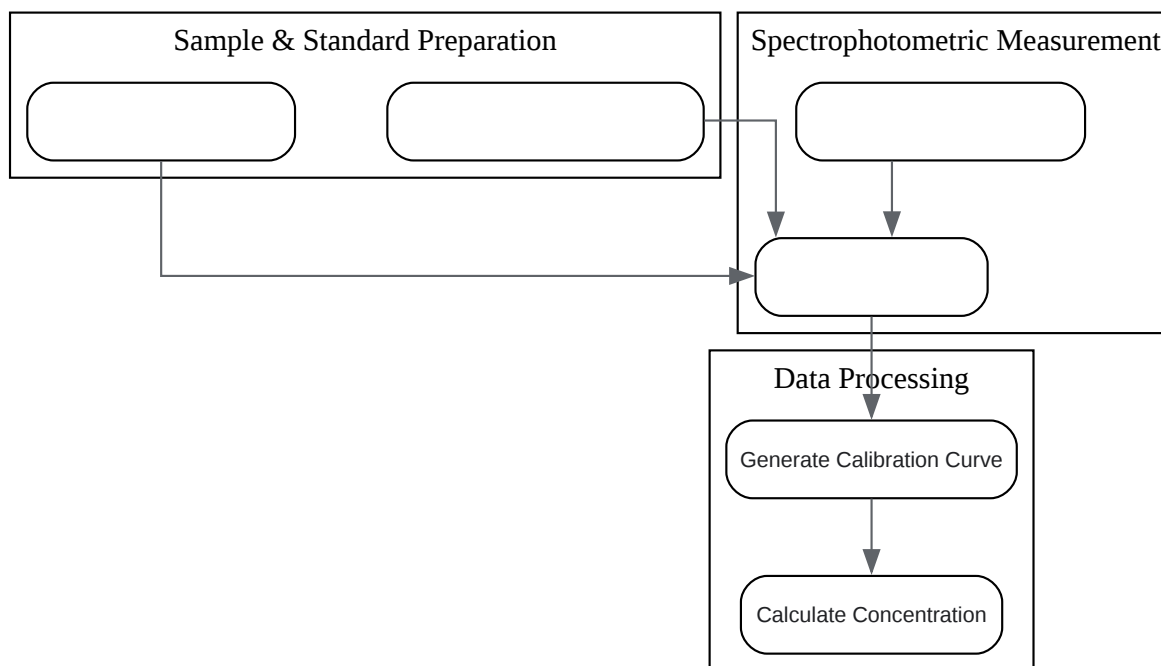 Sample & Standard Preparation
Spectrophotometric Measurement
Data Processing
Generate Calibration Curve
Calculate Concentration